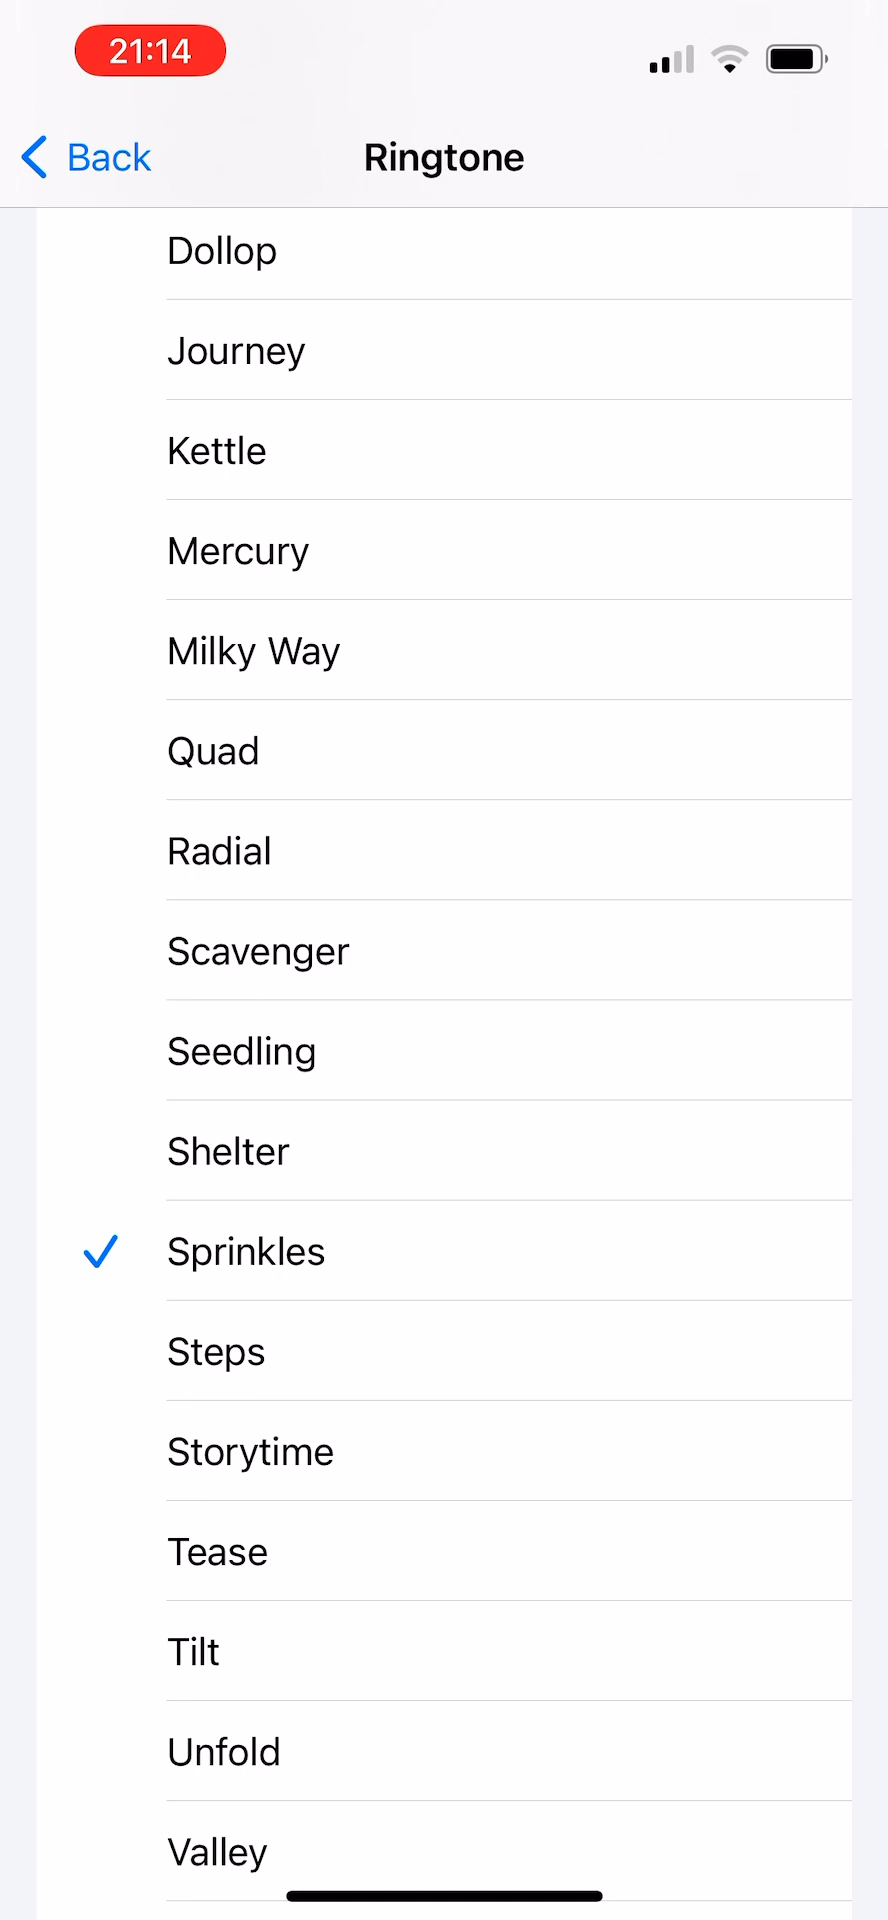 21:14
Back
Ringtone
Dollop
Journey
Kettle
Mercury
Milky Way
Quad
Radial
Scavenger
Seedling
Shelter
Sprinkles
Steps
Storytime
Tease
Tilt
Unfold
Valley